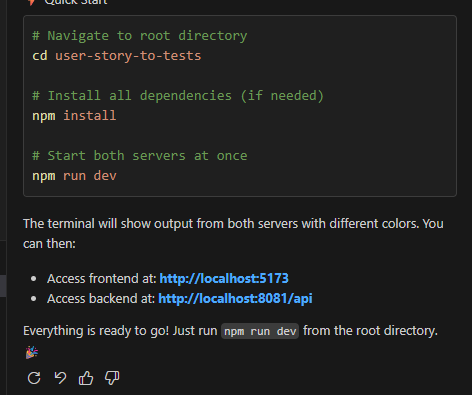 Quick Start
# Navigate to root directory
cd user-story-to-tests
# Install all dependencies (if needed)
npm install
# Start both servers at once
npm run dev
The terminal will show output from both servers with different colors. You
can then:
• Access frontend at: http://localhost:5173
• Access backend at: http://localhost:8081/api
Everything is ready to go! Just run npm run dev from the root directory.
🎉